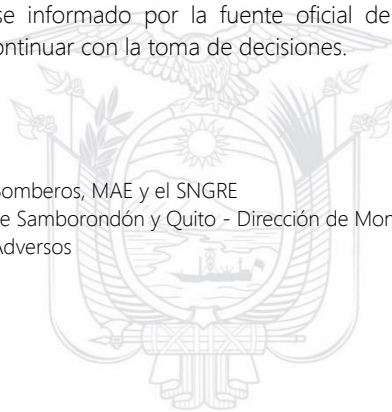 se informado por la fuente oficial de
ontinuar con la toma de decisiones.
omberos, MAE y el SNGRE
e Samborondón y Quito - Dirección de Mon
Adversos